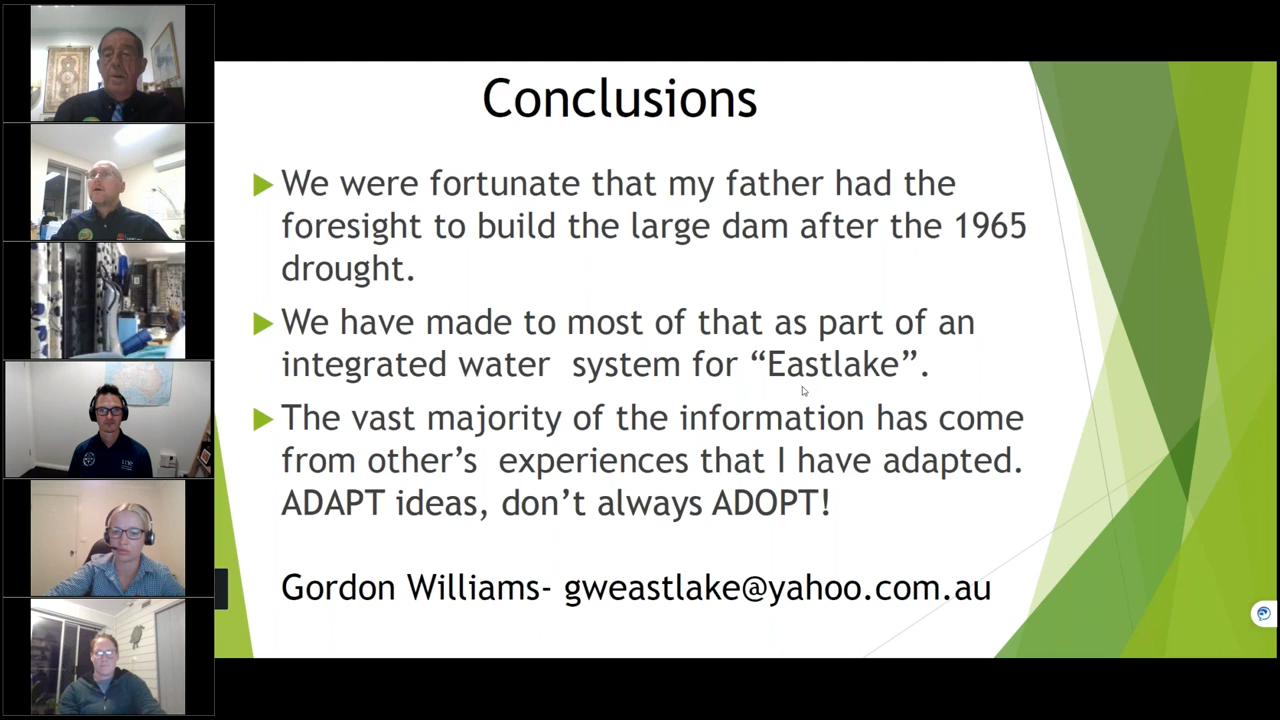 Conclusions
We were fortunate that my father had the
foresight to build the large dam after the 1965
drought.
We have made to most of that as part of an
integrated water system for “Eastlake”.
The vast majority of the information has come
from other’s experiences that I have adapted.
ADAPT ideas, don’t always ADOPT!
Gordon Williams- gweastlake@yahoo.com.au